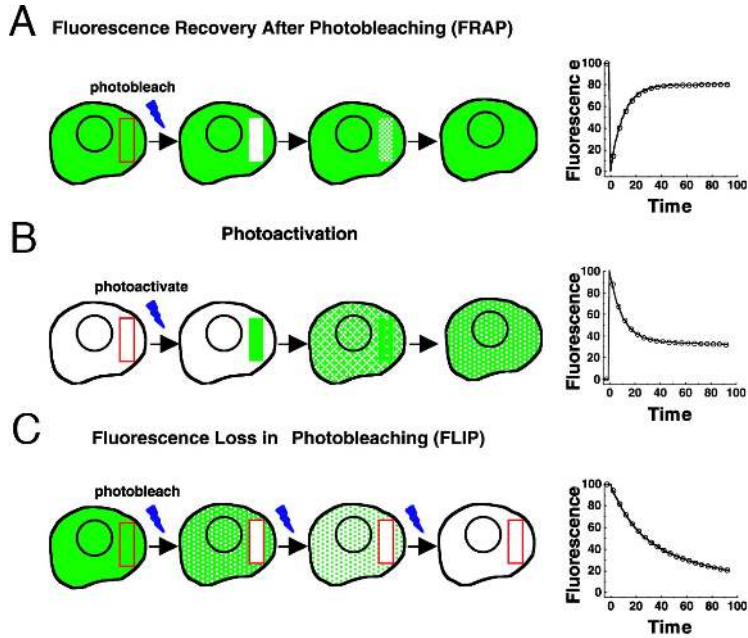 A Fluorescence Recovery After Photobleaching (FRAP)
photobleach
Fluorescenc e
100
80
60
40
20
0
0 20 40 60 80 100
Time
B Photoactivation
photoactivate
Fluorescence
100
80
60
40
20
0
0 20 40 60 80 100
Time
C Fluorescence Loss in Photobleaching (FLIP)
photobleach
Fluorescence
100
80
60
40
20
0
0 20 40 60 80 100
Time